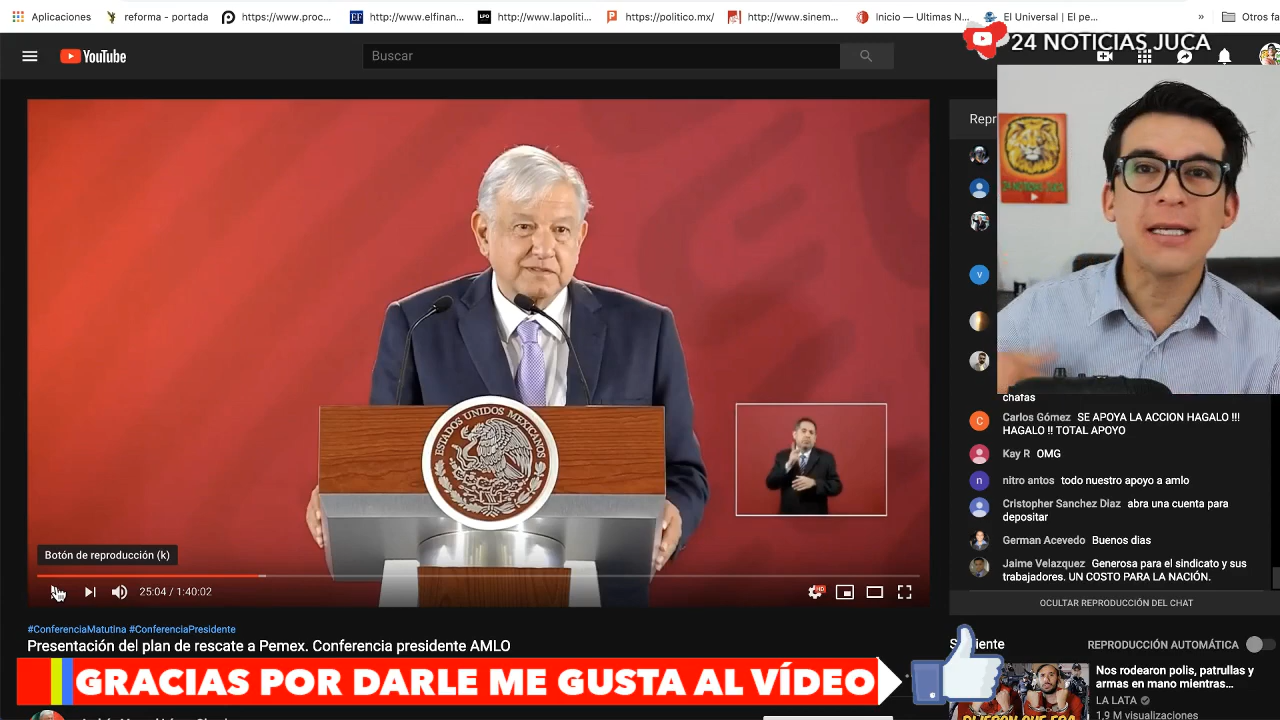 Aplicaciones reforma - portada https://www.proc... EF http://www.elfinan... LPO http://www.lapoliti... https://politico.mx/ http://www.sinem... Inicio — Ultimas N... El Universal | El pe... » Otros fa
24 NOTICIAS JUCA
YouTube
Buscar
Repr
ESTADOS UNIDOS MEXICANOS
chafas
Carlos Gómez SE APOYA LA ACCION HAGALO !!!
HAGALO !! TOTAL APOYO
Kay R OMG
nitro antos todo nuestro apoyo a amlo
Cristopher Sanchez Diaz abra una cuenta para
depositar
German Acevedo Buenos dias
Jaime Velazquez Generosa para el sindicato y sus
trabajadores. UN COSTO PARA LA NACIÓN.
OCULTAR REPRODUCCIÓN DEL CHAT
Botón de reproducción (k)
25:04 / 1:40:02
HD
#ConferenciaMatutina #ConferenciaPresidente
Presentación del plan de rescate a Pemex. Conferencia presidente AMLO
GRACIAS POR DARLE ME GUSTA AL VÍDEO
REPRODUCCIÓN AUTOMÁTICA
Nos rodearon polis, patrullas y
armas en mano mientras...
LA LATA
1,9 M visualizaciones